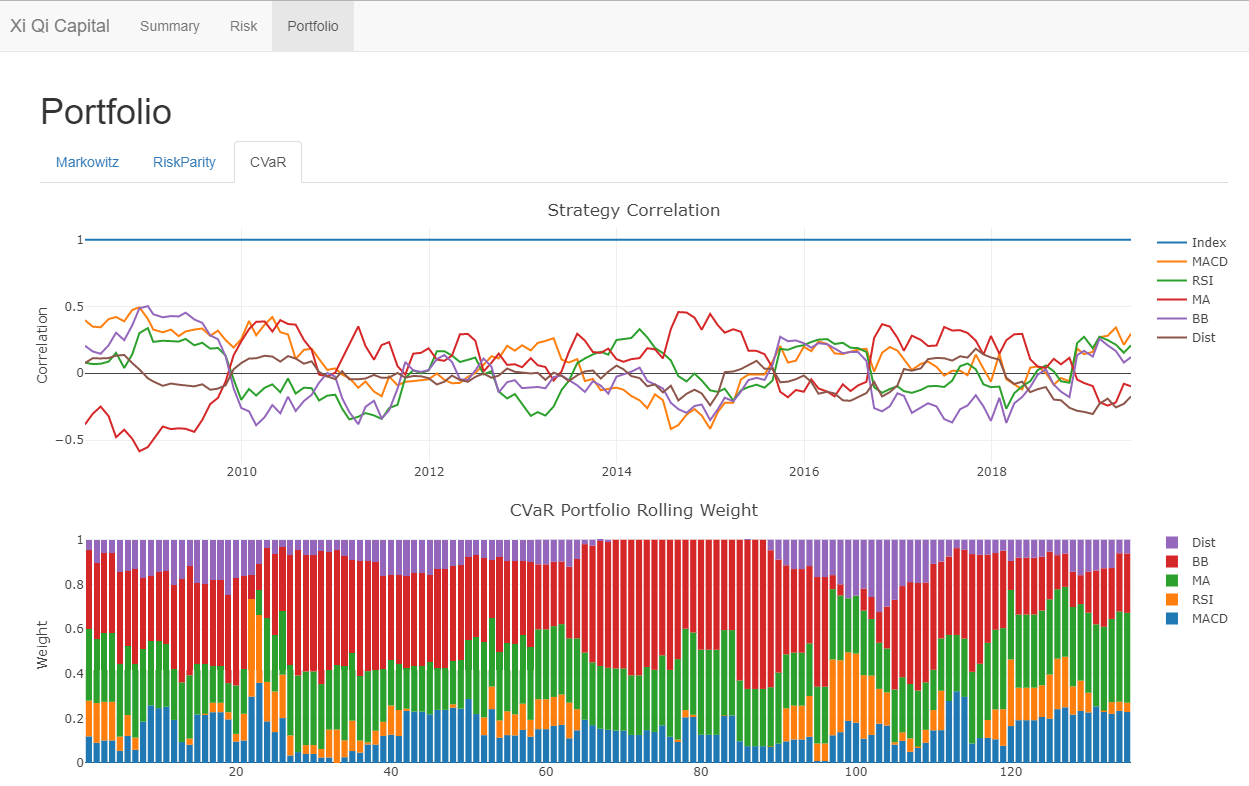 Xi Qi Capital Summary Risk Portfolio
Portfolio
Markowitz RiskParity CVaR
Strategy Correlation
1
0.5
0
−0.5
Correlation
2010 2012 2014 2016 2018
Index
MACD
RSI
MA
BB
Dist
CVaR Portfolio Rolling Weight
1
0.8
0.6
0.4
0.2
0
Weight
20 40 60 80 100 120
Dist
BB
MA
RSI
MACD